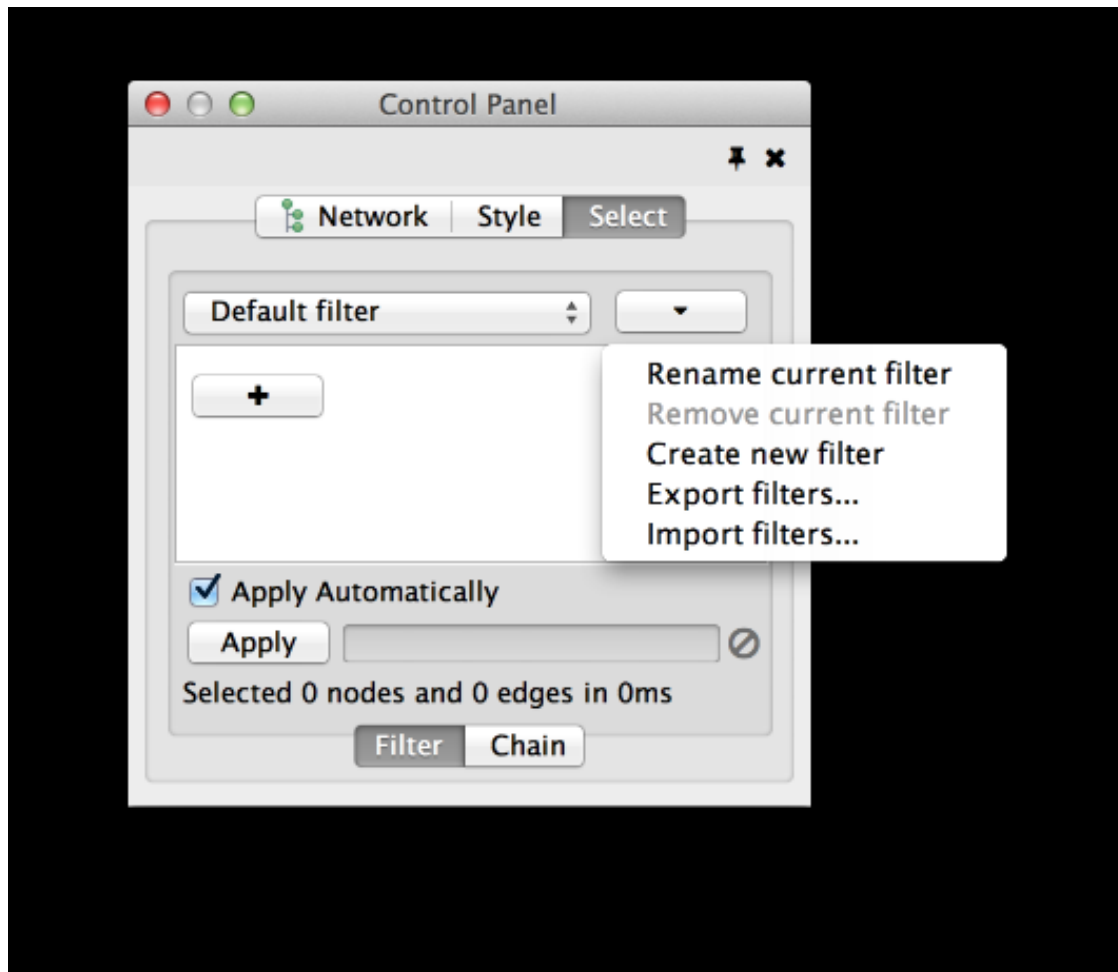 Control Panel
Network Style Select
Default filter
Rename current filter
Remove current filter
Create new filter
Export filters...
Import filters...
Apply Automatically
Apply
Selected 0 nodes and 0 edges in 0ms
Filter Chain